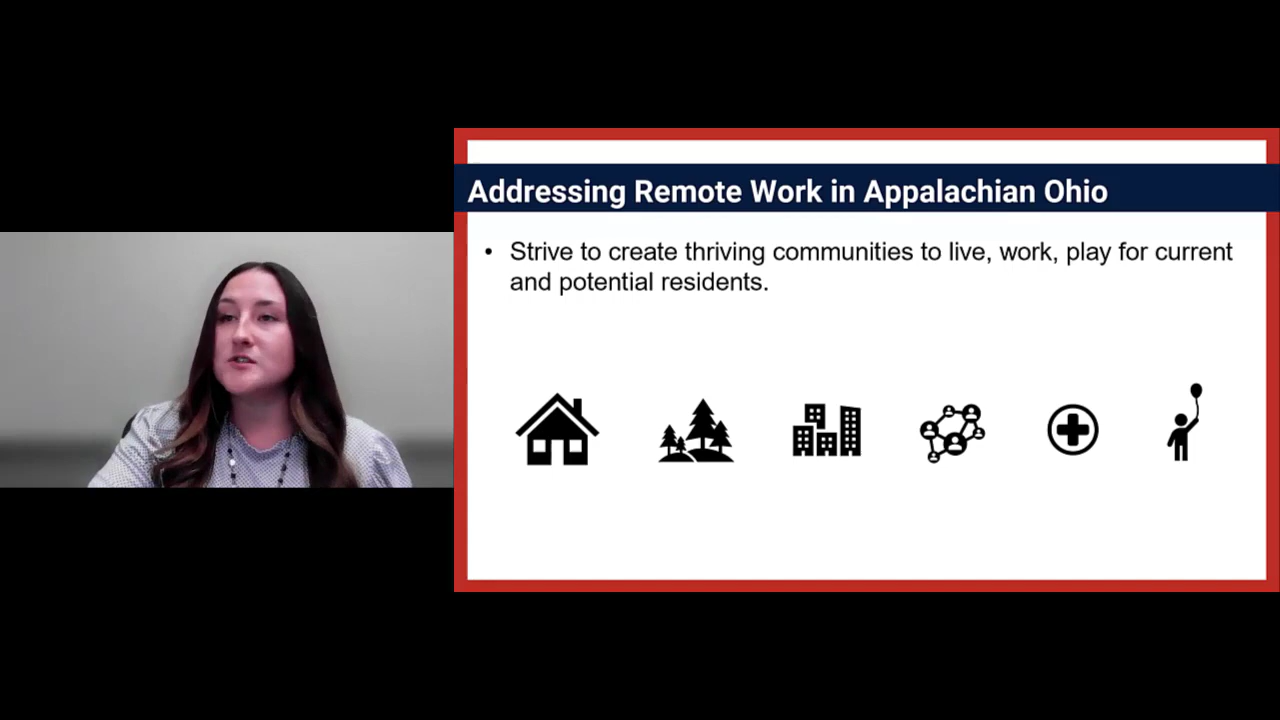 Addressing Remote Work in Appalachian Ohio
• Strive to create thriving communities to live, work, play for current
and potential residents.